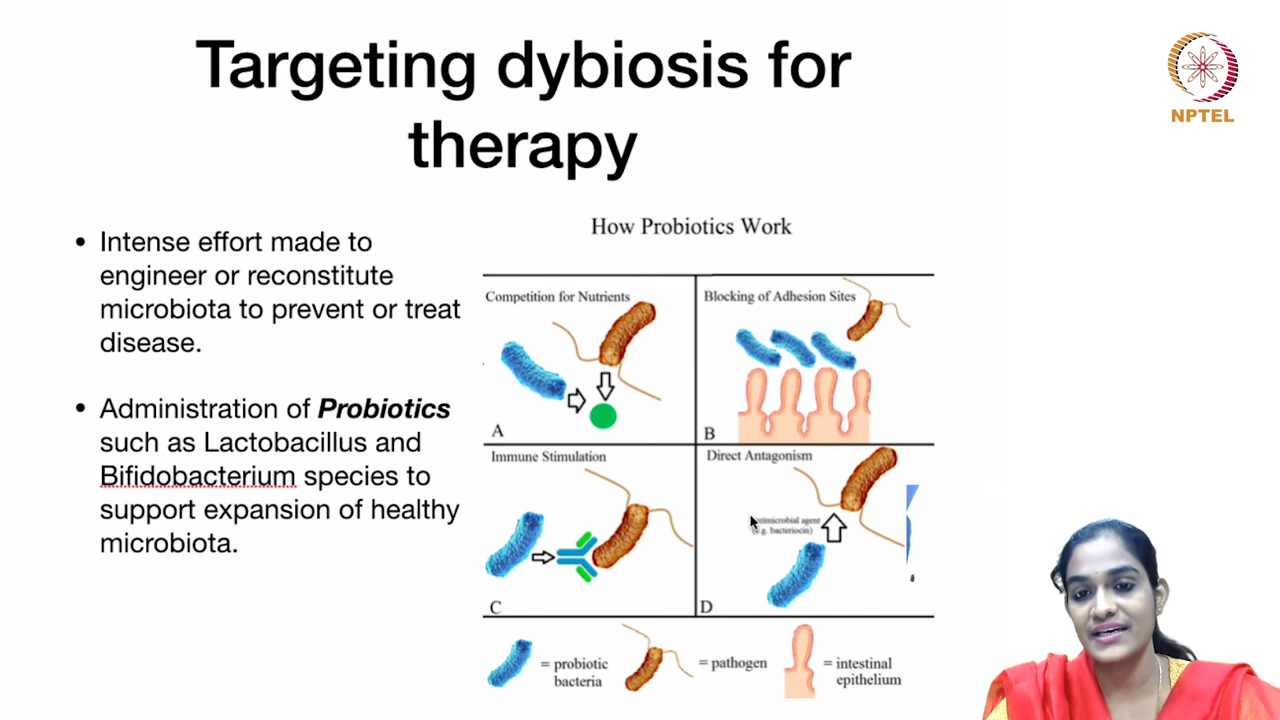 Targeting dybiosis for
therapy
NPTEL
• Intense effort made to
engineer or reconstitute
microbiota to prevent or treat
disease.
• Administration of Probiotics
such as Lactobacillus and
Bifidobacterium species to
support expansion of healthy
microbiota.
How Probiotics Work
Competition for Nutrients
A
Blocking of Adhesion Sites
B
Immune Stimulation
C
Direct Antagonism
agent
(e.g. bacteriocin)
D
= probiotic
bacteria
= pathogen
= intestinal
epithelium